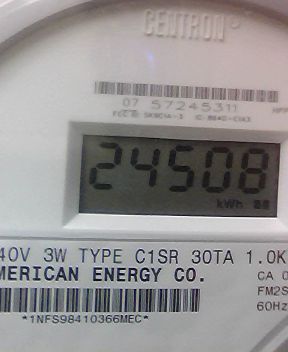 CENTRON
07 57245311
24508
kWh
40V 3W TYPE C1SR 30TA 1.0K
MERICAN ENERGY CO.
CA 0
FM2S
60Hz
*1NFS98410366MEC*